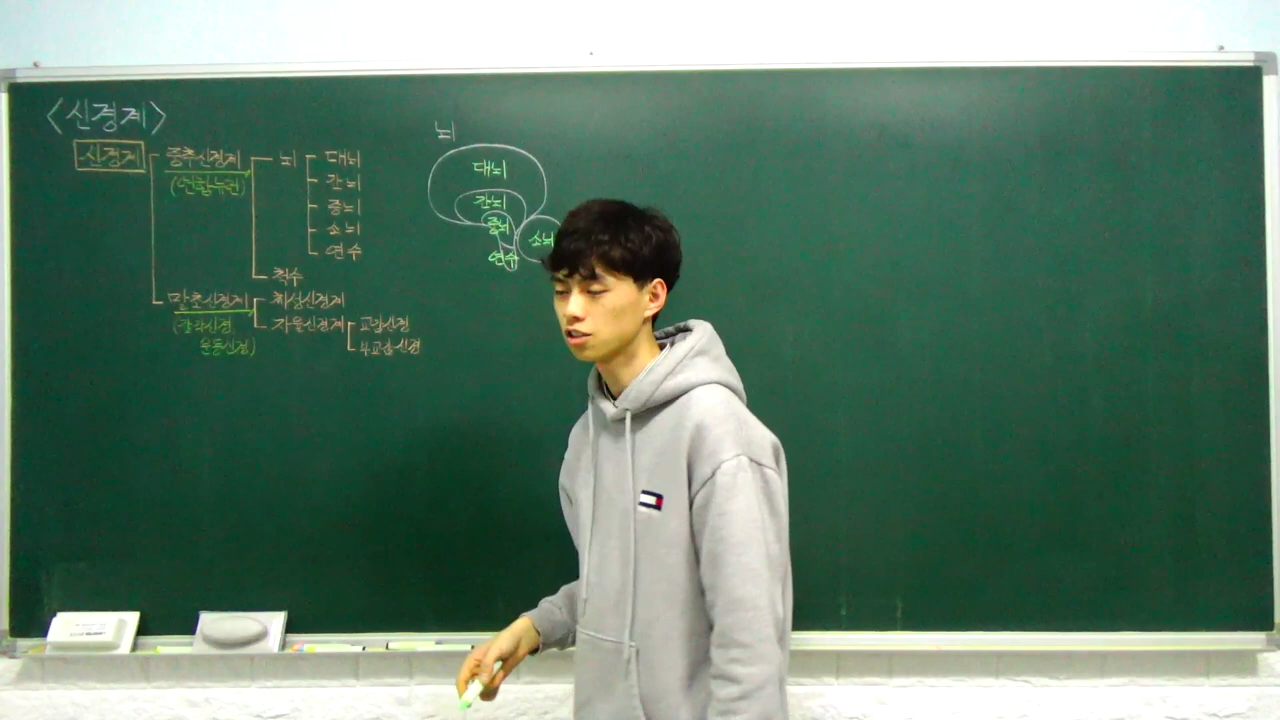 <신경계>
신경계 중추신경계 뇌 대뇌
(연합뉴런) 간뇌
중뇌
소뇌
연수
척수
말초신경계 체성신경계
(감각신경 자율신경계 교감신경
운동신경) 부교감신경
뇌
대뇌
간뇌
중뇌
소뇌
연수